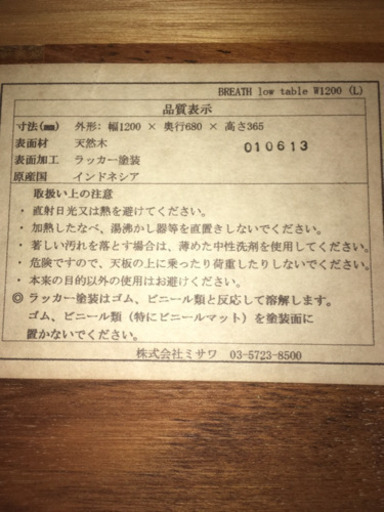 BREATH low table W1200 (L)
品質表示
寸法(㎜) 外形: 幅1200 × 奥行680 × 高さ365
表面材 天然木 010613
表面加工 ラッカー塗装
原産国 インドネシア
取扱い上の注意
・ 直射日光又は熱を避けてください。
・ 加熱したなべ、湯沸かし器等を直置きしないでください。
・ 著しい汚れを落とす場合は、薄めた中性洗剤を使用してください。
・ 危険ですので、天板の上に乗ったり荷重したりしないでください。
・ 本来の目的以外の使用はお避けください。
◎ ラッカー塗装はゴム、ビニール類と反応して溶解します。
ゴム、ビニール類（特にビニールマット）を塗装面に
置かないでください。
株式会社ミサワ 03-5723-8500